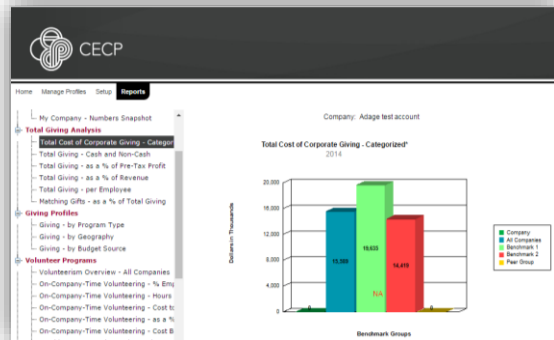 CECP
Home Manage Profiles Setup Reports
My Company - Numbers Snapshot
Total Giving Analysis
Total Cost of Corporate Giving - Categor
Total Giving - Cash and Non-Cash
Total Giving - as a % of Pre-Tax Profit
Total Giving - as a % of Revenue
Total Giving - per Employee
Matching Gifts - as a % of Total Giving
Giving Profiles
Giving - by Program Type
Giving - by Geography
Giving - by Budget Source
Volunteer Programs
Volunteerism Overview - All Companies
On-Company-Time Volunteering - % Emp
On-Company-Time Volunteering - Hours
On-Company-Time Volunteering - Cost to
On-Company-Time Volunteering - as a %
On-Company-Time Volunteering - Cost B
Company: Adage test account
Total Cost of Corporate Giving - Categorized*
2014
Dollars in Thousands
20,000
16,000
12,000
8,000
4,000
0
0
19,635
NA
14,419
0
Benchmark Groups
Company
All Companies
Benchmark 1
Benchmark 2
Peer Group